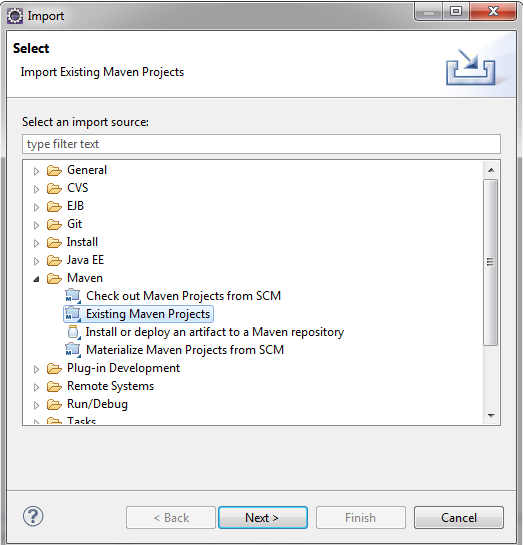 Import
Select
Import Existing Maven Projects
Select an import source:
type filter text
General
CVS
EJB
Git
Install
Java EE
Maven
Check out Maven Projects from SCM
Existing Maven Projects
Install or deploy an artifact to a Maven repository
Materialize Maven Projects from SCM
Plug-in Development
Remote Systems
Run/Debug
Tasks
< Back
Next >
Finish
Cancel